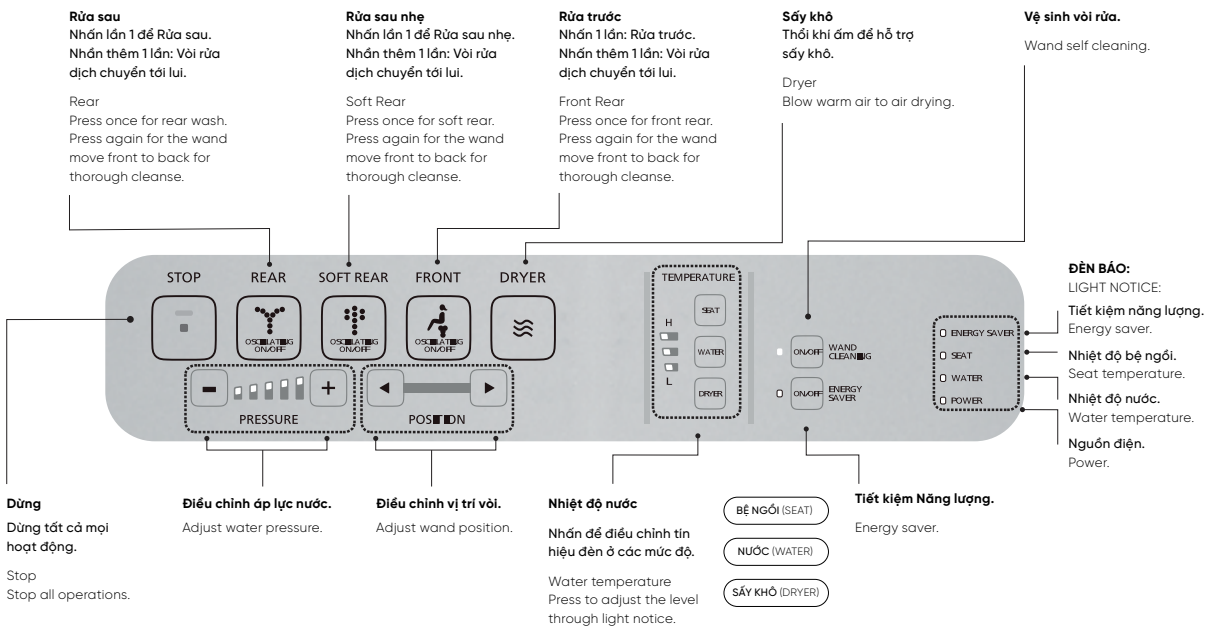 Rửa sau
Nhấn lần 1 để Rửa sau.
Nhấn thêm 1 lần: Vòi rửa
dịch chuyển tới lui.
Rear
Press once for rear wash.
Press again for the wand
move front to back for
thorough cleanse.
Rửa sau nhẹ
Nhấn lần 1 để Rửa sau nhẹ.
Nhấn thêm 1 lần: Vòi rửa
dịch chuyển tới lui.
Soft Rear
Press once for soft rear.
Press again for the wand
move front to back for
thorough cleanse.
Rửa trước
Nhấn 1 lần: Rửa trước.
Nhấn thêm 1 lần: Vòi rửa
dịch chuyển tới lui.
Front Rear
Press once for front rear.
Press again for the wand
move front to back for
thorough cleanse.
Sấy khô
Thổi khí ấm để hỗ trợ
sấy khô.
Dryer
Blow warm air to air drying.
Vệ sinh vòi rửa.
Wand self cleaning.
STOP
REAR
SOFT REAR
FRONT
DRYER
ON/OFF
ON/OFF
ON/OFF
PRESSURE
TEMPERATURE
H
L
SEAT
WATER
DRYER
ON/OFF
WAND
ON/OFF
ENERGY
SAVER
ENERGY SAVER
SEAT
WATER
POWER
ĐÈN BÁO:
LIGHT NOTICE:
Tiết kiệm năng lượng.
Energy saver.
Nhiệt độ bệ ngồi.
Seat temperature.
Nhiệt độ nước.
Water temperature.
Nguồn điện.
Power.
Dừng
Dừng tất cả mọi
hoạt động.
Stop
Stop all operations.
Điều chỉnh áp lực nước.
Adjust water pressure.
Điều chỉnh vị trí vòi.
Adjust wand position.
Nhiệt độ nước
Nhấn để điều chỉnh tín
hiệu đèn ở các mức độ.
Water temperature
Press to adjust the level
through light notice.
BỆ NGỒI (SEAT)
NƯỚC (WATER)
SẤY KHÔ (DRYER)
Tiết kiệm Năng lượng.
Energy saver.